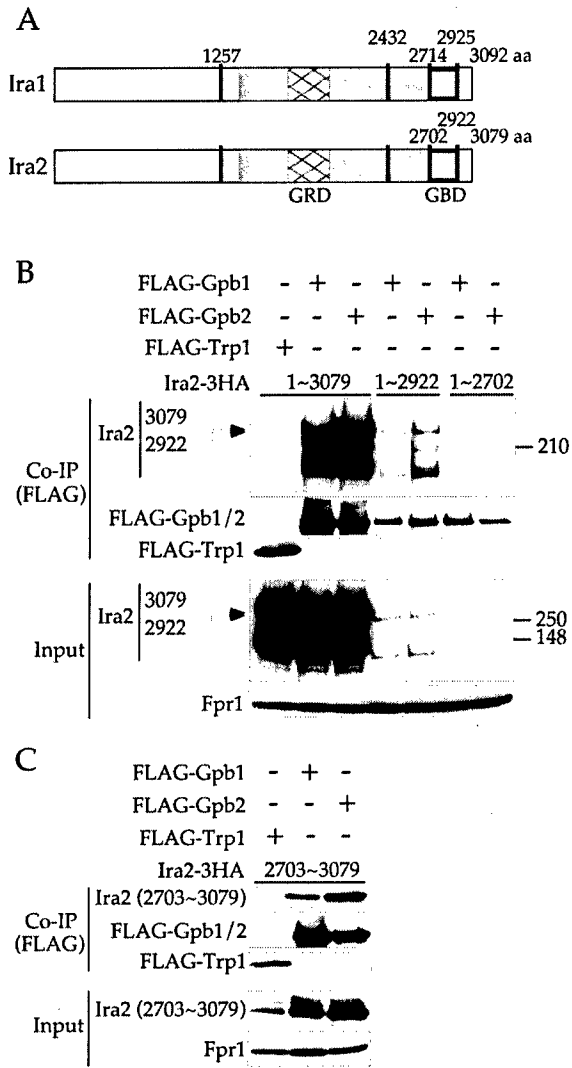 A
2925
2432
2714
3092 aa
1257
Ira1
2922
2702
3079 aa
Ira2
GRD
GBD
B
FLAG-Gpb1 - + - + - + -
FLAG-Gpb2 - - + - + - +
FLAG-Trp1 + - - - - - -
Ira2-3HA 1~3079 1~2922 1~2702
Co-IP (FLAG)
Ira2 3079
2922
210
FLAG-Gpb1/2
FLAG-Trp1
Input
Ira2 3079
2922
250
148
Fpr1
C
FLAG-Gpb1 - + -
FLAG-Gpb2 - - +
FLAG-Trp1 + - -
Ira2-3HA 2703~3079
Co-IP (FLAG)
Ira2 (2703~3079)
FLAG-Gpb1/2
FLAG-Trp1
Input
Ira2 (2703~3079)
Fpr1